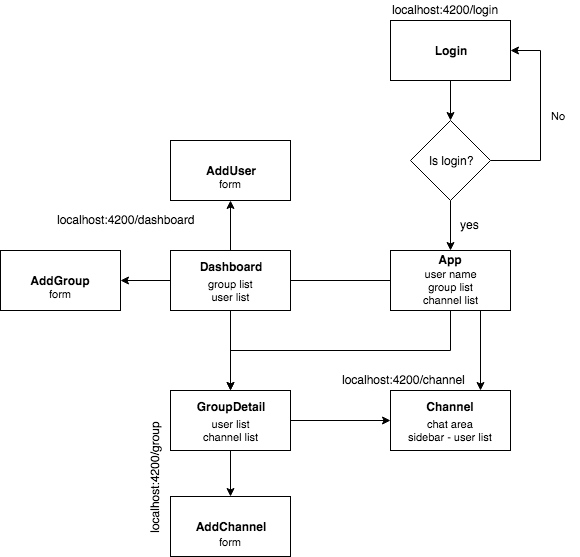 localhost:4200/login
Login
No
Is login?
AddUser
form
localhost:4200/dashboard
yes
AddGroup
form
Dashboard
group list
user list
App
user name
group list
channel list
localhost:4200/channel
GroupDetail
user list
channel list
Channel
chat area
sidebar - user list
localhost:4200/group
AddChannel
form